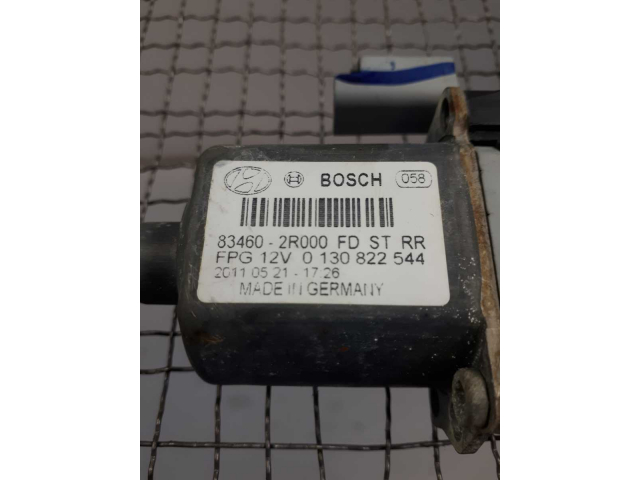 BOSCH 058
83460 - 2R000 FD ST RR
FPG 12V 0 130 822 544
2011 05 21 - 17:26
MADE IN GERMANY